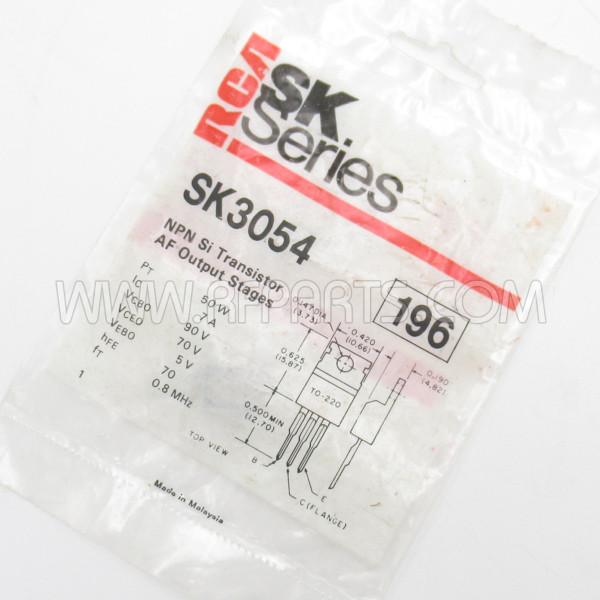 RCA SK
Series
SK3054
NPN Si Transistor
AF Output Stages
196
PT 50 W
IC 7 A
VCBO 90 V
VCEO 70 V
VEBO 5 V
hFE 70
fT 0.8 MHz
1
0.147 DIA.
(3.73)
0.420
(10.66)
0.190
(4.82)
0.625
(15.87)
TO-220
0.500 MIN
(12.70)
TOP VIEW
B
E
C (FLANGE)
Made in Malaysia
WWW.RFPARTS.COM